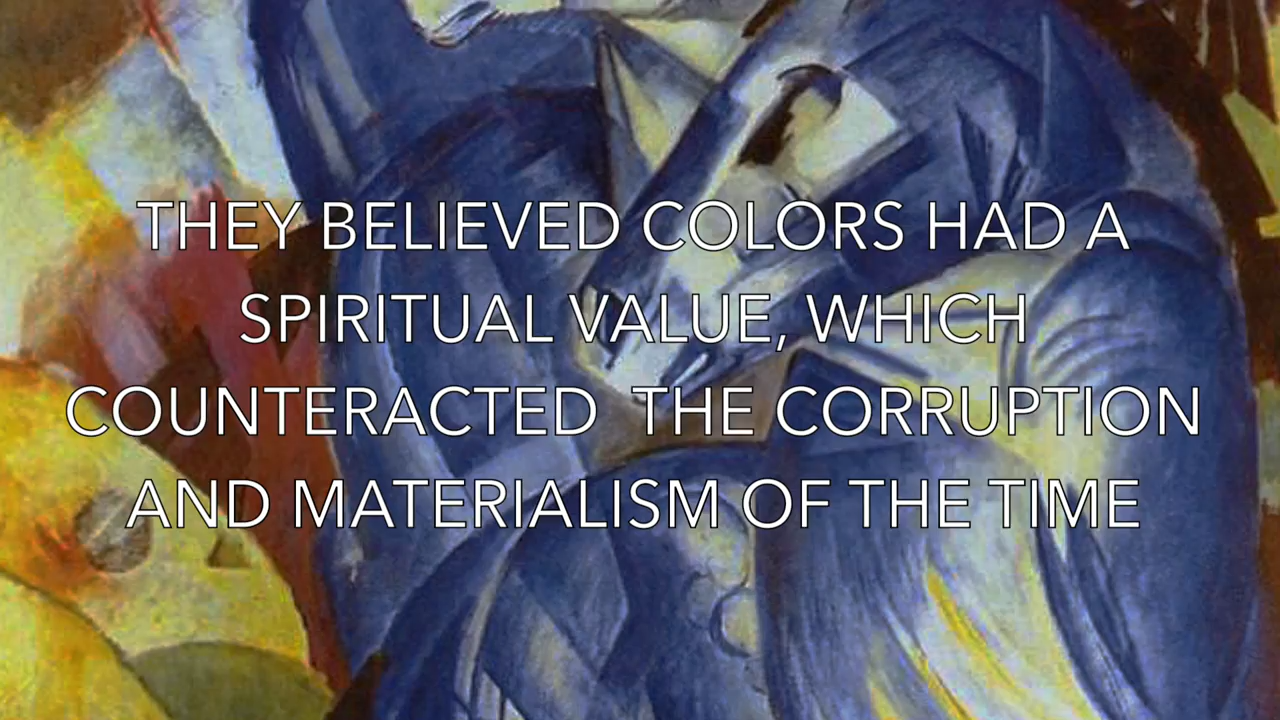 THEY BELIEVED COLORS HAD A
SPIRITUAL VALUE, WHICH
COUNTERACTED  THE CORRUPTION
AND MATERIALISM OF THE TIME